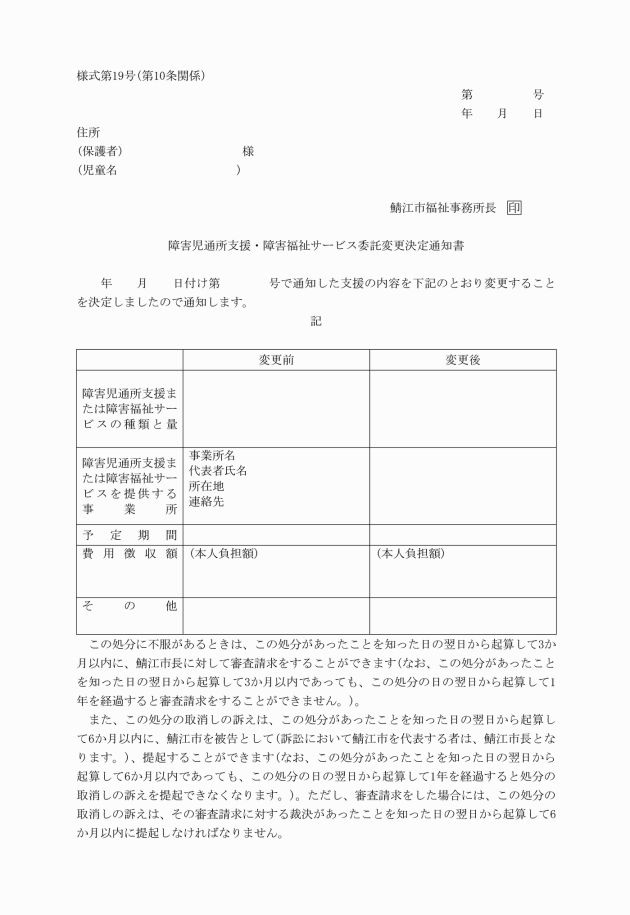 様式第19号(第10条関係)
第　　　　　号
年　　月　　日
住所
(保護者)　　　　　　　　　　様
(児童名　　　　　　　　　　)
鯖江市福祉事務所長　印
障害児通所支援・障害福祉サービス委託変更決定通知書
　　年　　月　　日付け第　　　　号で通知した支援の内容を下記のとおり変更すること
を決定しましたので通知します。
記
変更前　変更後
障害児通所支援ま
たは障害福祉サー
ビスの種類と量
障害児通所支援ま
たは障害福祉サー
ビスを提供する
事　業　所
事業所名
代表者氏名
所在地
連絡先
予定期間
費用徴収額　(本人負担額)　(本人負担額)
その他
　この処分に不服があるときは、この処分があったことを知った日の翌日から起算して3か
月以内に、鯖江市長に対して審査請求をすることができます(なお、この処分があったこと
を知った日の翌日から起算して3か月以内であっても、この処分の日の翌日から起算して1
年を経過すると審査請求をすることができません。)。
　また、この処分の取消しの訴えは、この処分があったことを知った日の翌日から起算し
て6か月以内に、鯖江市を被告として(訴訟において鯖江市を代表する者は、鯖江市長とな
ります。)、提起することができます(なお、この処分があったことを知った日の翌日から
起算して6か月以内であっても、この処分の日の翌日から起算して1年を経過すると処分の
取消しの訴えを提起できなくなります。)。ただし、審査請求をした場合には、この処分の
取消しの訴えは、その審査請求に対する裁決があったことを知った日の翌日から起算して6
か月以内に提起しなければなりません。